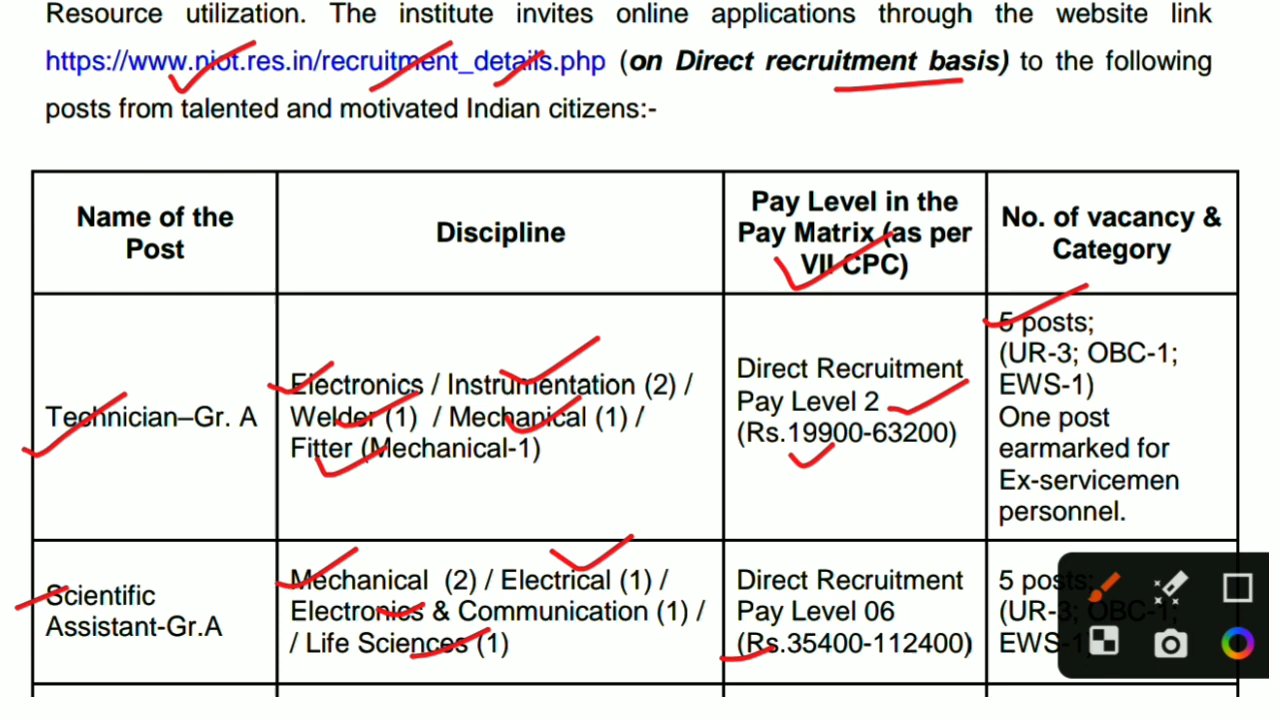 Resource utilization. The institute invites online applications through the website link
https://www.niot.res.in/recruitment_details.php (on Direct recruitment basis) to the following
posts from talented and motivated Indian citizens:-
Name of the
Post
Discipline
Pay Level in the
Pay Matrix (as per
VII CPC)
No. of vacancy &
Category
Technician–Gr. A
Electronics / Instrumentation (2) /
Welder (1) / Mechanical (1) /
Fitter (Mechanical-1)
Direct Recruitment
Pay Level 2
(Rs.19900-63200)
5 posts;
(UR-3; OBC-1;
EWS-1)
One post
earmarked for
Ex-servicemen
personnel.
Scientific
Assistant-Gr.A
Mechanical (2) / Electrical (1) /
Electronics & Communication (1) /
/ Life Sciences (1)
Direct Recruitment
Pay Level 06
(Rs.35400-112400)
5 posts;
(UR-3; OBC-1;
EWS-1)